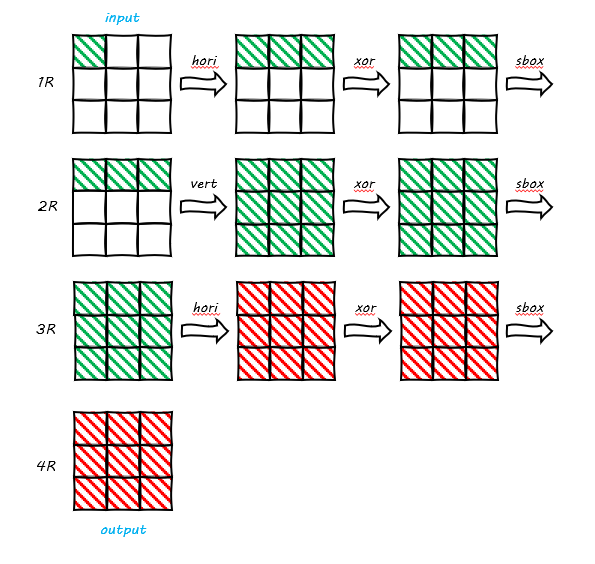 input
1R hori xor sbox
2R vert xor sbox
3R hori xor sbox
4R
output